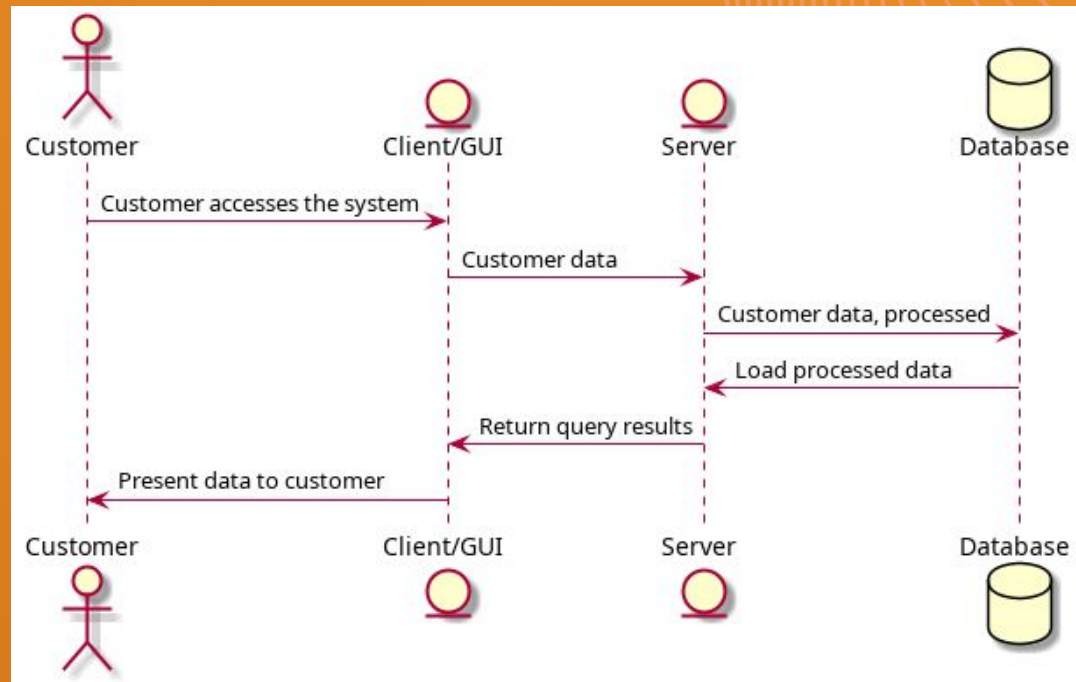 Customer
Client/GUI
Server
Database
Customer accesses the system
Customer data
Customer data, processed
Load processed data
Return query results
Present data to customer
Customer
Client/GUI
Server
Database